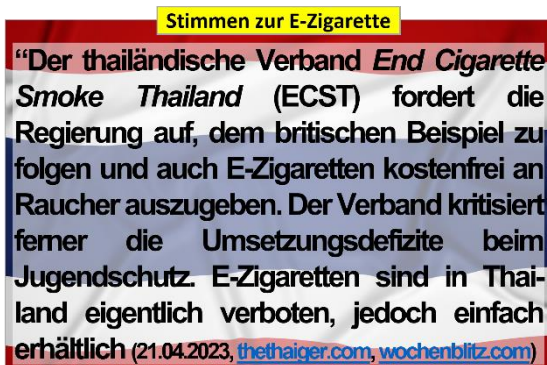 Stimmen zur E-Zigarette
“Der thailändische Verband End Cigarette
Smoke Thailand (ECST) fordert die
Regierung auf, dem britischen Beispiel zu
folgen und auch E-Zigaretten kostenfrei an
Raucher auszugeben. Der Verband kritisiert
ferner die Umsetzungsdefizite beim
Jugendschutz. E-Zigaretten sind in Thai-
land eigentlich verboten, jedoch einfach
erhältlich (21.04.2023, thethaiger.com, wochenblitz.com)